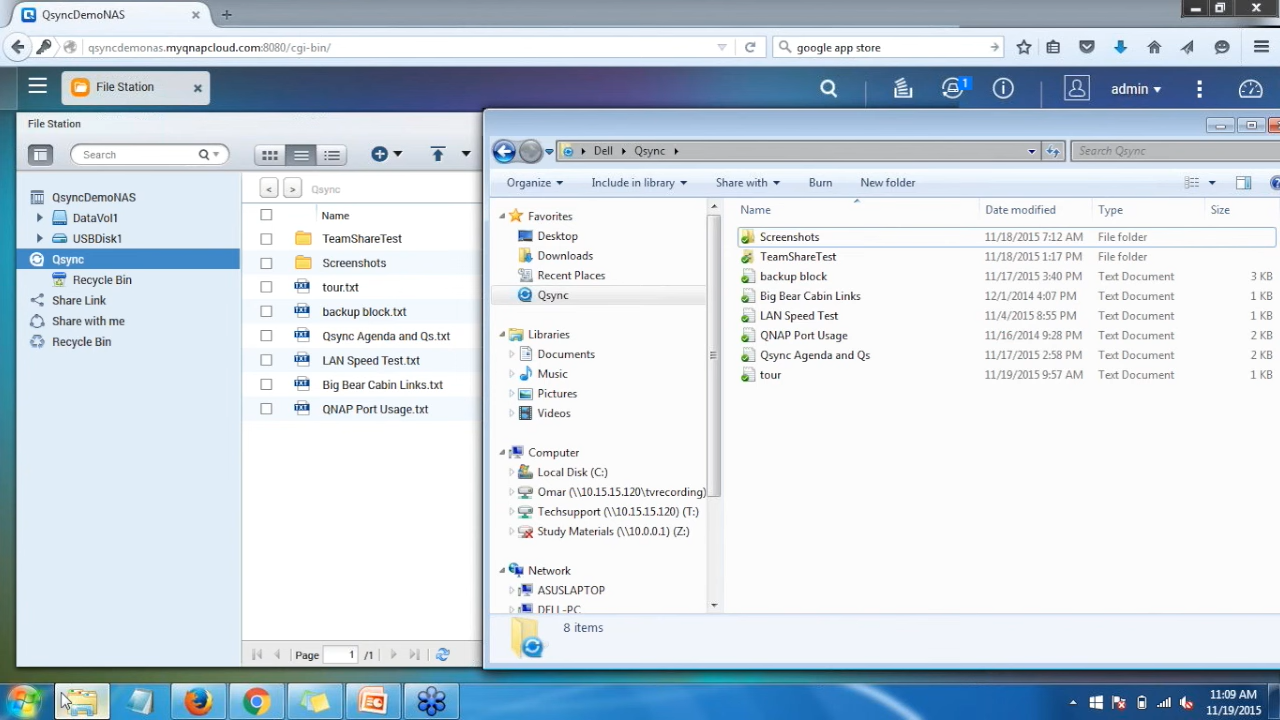 QsyncDemoNAS
qsyncdemonas.myqnapcloud.com:8080/cgi-bin/
google app store
File Station
1
admin
File Station
Search
QsyncDemoNAS
DataVol1
USBDisk1
Qsync
Recycle Bin
Share Link
Share with me
Recycle Bin
Qsync
Name
TeamShareTest
Screenshots
tour.txt
backup block.txt
Qsync Agenda and Qs.txt
LAN Speed Test.txt
Big Bear Cabin Links.txt
QNAP Port Usage.txt
Page 1 /1
Dell Qsync
Search Qsync
Organize Include in library Share with Burn New folder
Favorites
Desktop
Downloads
Recent Places
Qsync
Libraries
Documents
Music
Pictures
Videos
Computer
Local Disk (C:)
Omar (\\10.15.15.120\tvrecording)
Techsupport (\\10.15.15.120) (T:)
Study Materials (\\10.0.0.1) (Z:)
Network
ASUSLAPTOP
DELL-PC
Name Date modified Type Size
Screenshots 11/18/2015 7:12 AM File folder
TeamShareTest 11/18/2015 1:17 PM File folder
backup block 11/17/2015 3:40 PM Text Document 3 KB
Big Bear Cabin Links 12/1/2014 4:07 PM Text Document 1 KB
LAN Speed Test 11/4/2015 8:55 PM Text Document 1 KB
QNAP Port Usage 11/16/2014 9:28 PM Text Document 2 KB
Qsync Agenda and Qs 11/17/2015 2:58 PM Text Document 2 KB
tour 11/19/2015 9:57 AM Text Document 1 KB
8 items
11:09 AM
11/19/2015